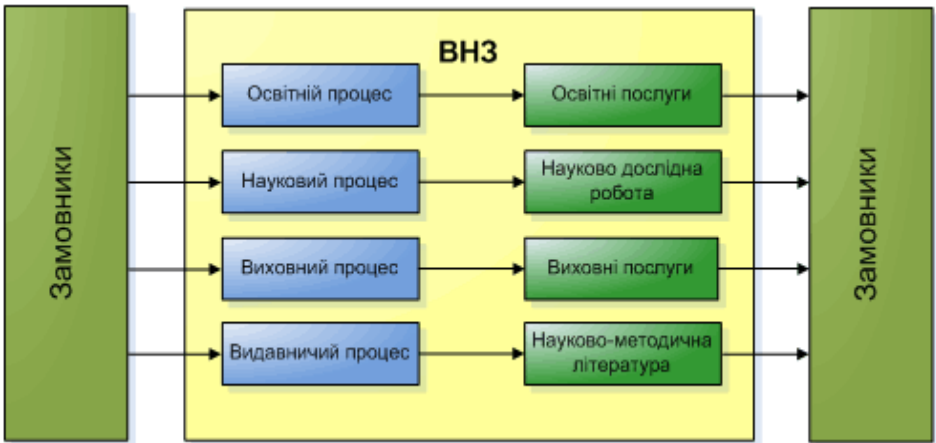 Замовники
ВНЗ
Освітній процес
Освітні послуги
Науковий процес
Науково дослідна
робота
Виховний процес
Виховні послуги
Видавничий процес
Науково-методична
література
Замовники